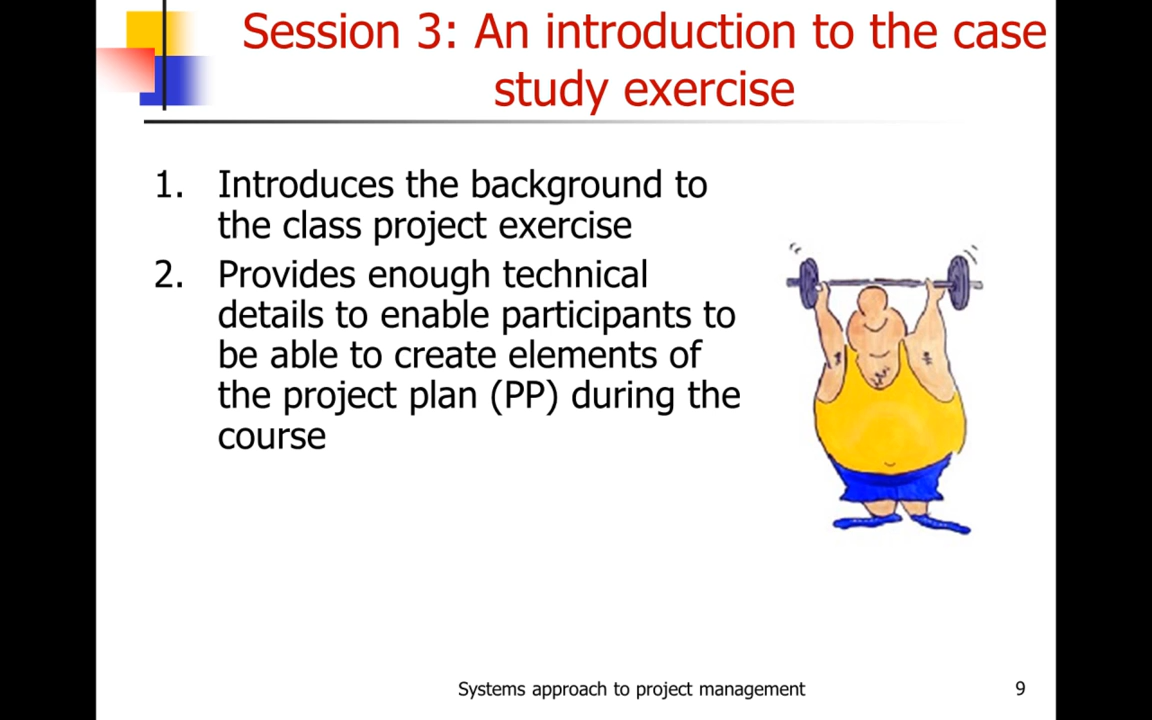 Session 3: An introduction to the case
study exercise
1. Introduces the background to
the class project exercise
2. Provides enough technical
details to enable participants to
be able to create elements of
the project plan (PP) during the
course
Systems approach to project management
9